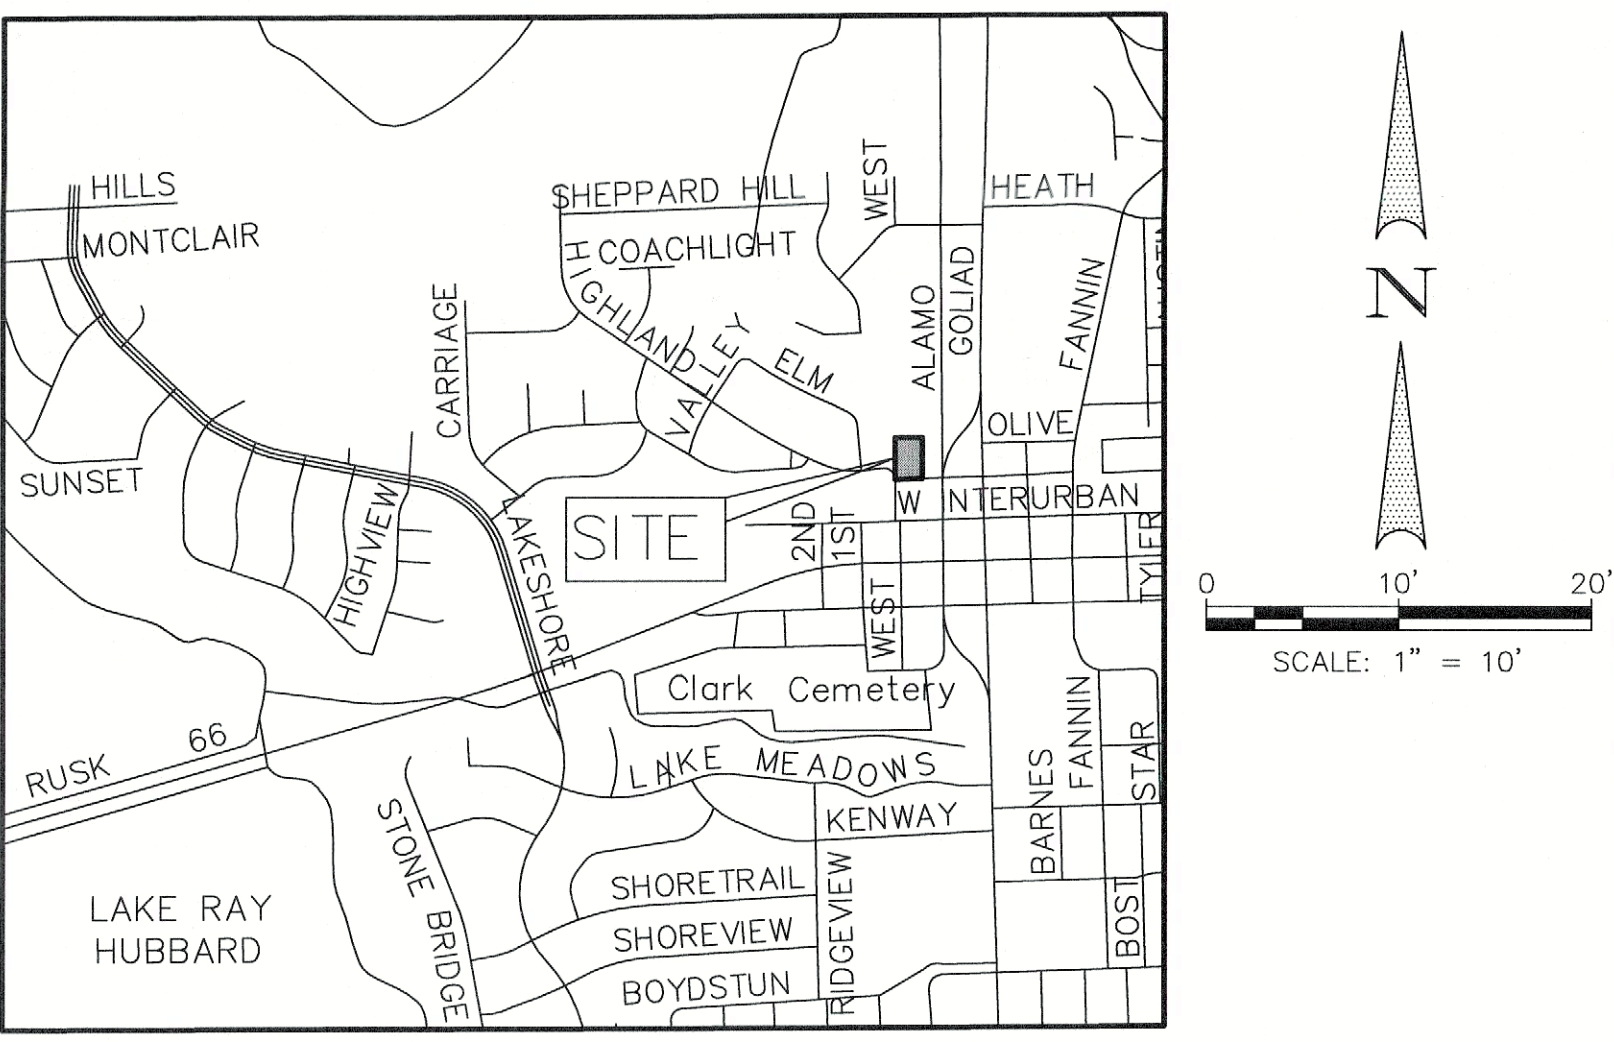 HILLS
MONTCLAIR
SHEPPARD HILL
WEST
HEATH
COACHLIGHT
HIGHLAND
CARRIAGE
VALLEY
ELM
ALAMO
GOLIAD
FANNIN
N
OLIVE
SUNSET
HIGHVIEW
LAKESHORE
SITE
W INTERURBAN
2ND
1ST
WEST
0 10' 20'
SCALE: 1" = 10'
Clark Cemetery
RUSK 66
LAKE MEADOWS
BARNES
FANNIN
STAR
STONE BRIDGE
KENWAY
SHORETRAIL
RIDGEVIEW
SHOREVIEW
BOYDSTUN
BOST
LAKE RAY
HUBBARD